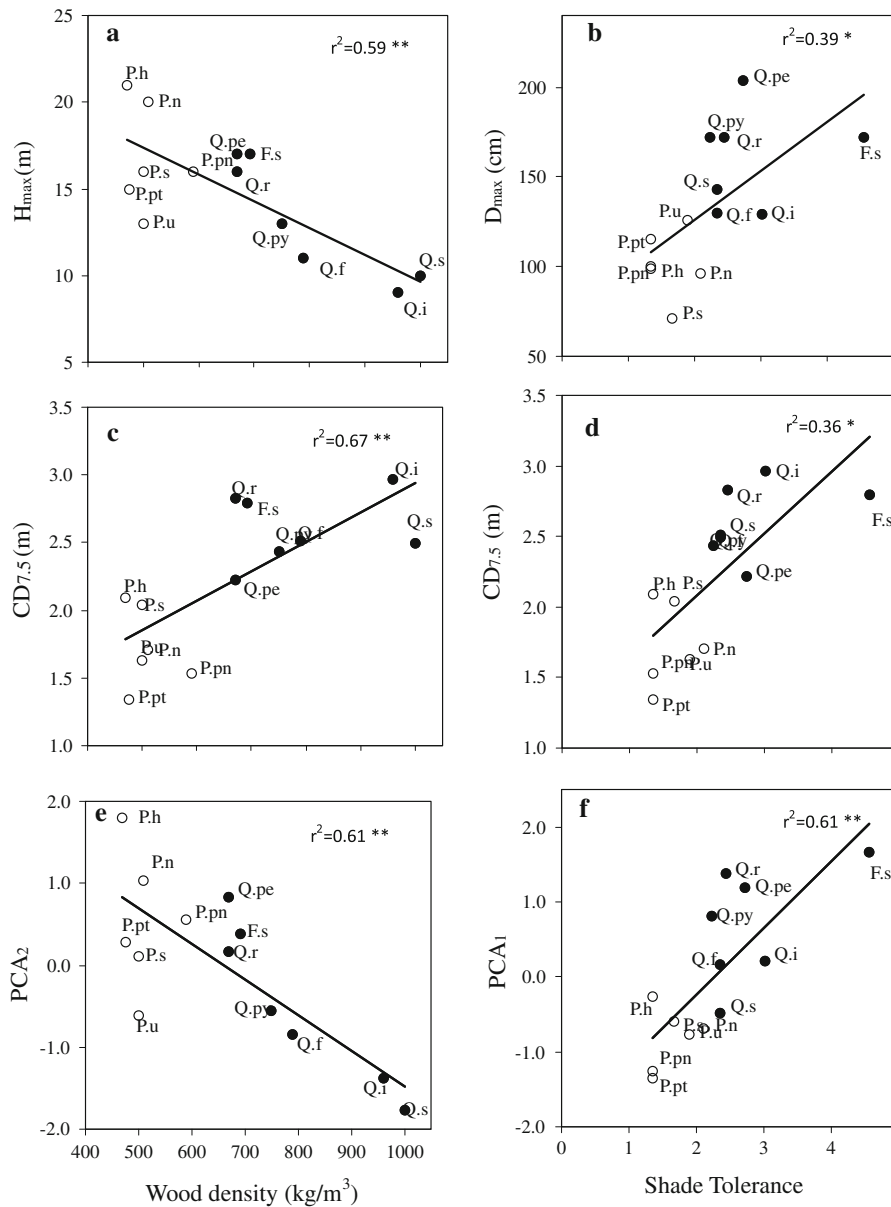 a
r²=0.59 **
25
20
15
10
5
Hmax(m)
P.h
P.n
Q.pe
F.s
P.s
P.pn
Q.r
P.pt
P.u
Q.py
Q.f
Q.s
Q.i
b
r²=0.39 *
200
150
100
50
Dmax (cm)
Q.pe
Q.py
Q.r
F.s
Q.s
P.u
Q.f
Q.i
P.pt
P.pn
P.h
P.n
P.s
c
r²=0.67 **
3.5
3.0
2.5
2.0
1.5
1.0
CD7.5 (m)
Q.i
Q.r
F.s
Q.s
Q.py
Q.f
Q.pe
P.h
P.s
P.u
P.n
P.pn
P.pt
d
r²=0.36 *
3.5
3.0
2.5
2.0
1.5
1.0
CD7.5 (m)
Q.i
Q.r
F.s
Q.s
Q.py
Q.pe
P.h
P.s
P.n
P.pn
P.u
P.pt
e
r²=0.61 **
2.0
1.0
0.0
-1.0
-2.0
PCA2
P.h
P.n
Q.pe
P.pn
P.pt
F.s
P.s
Q.r
P.u
Q.py
Q.f
Q.i
Q.s
400 500 600 700 800 900 1000
Wood density (kg/m³)
f
r²=0.61 **
2.0
1.0
0.0
-1.0
-2.0
PCA1
Q.r
Q.pe
F.s
Q.py
Q.f
Q.i
P.h
Q.s
P.s
P.n
P.u
P.pn
P.pt
0 1 2 3 4
Shade Tolerance